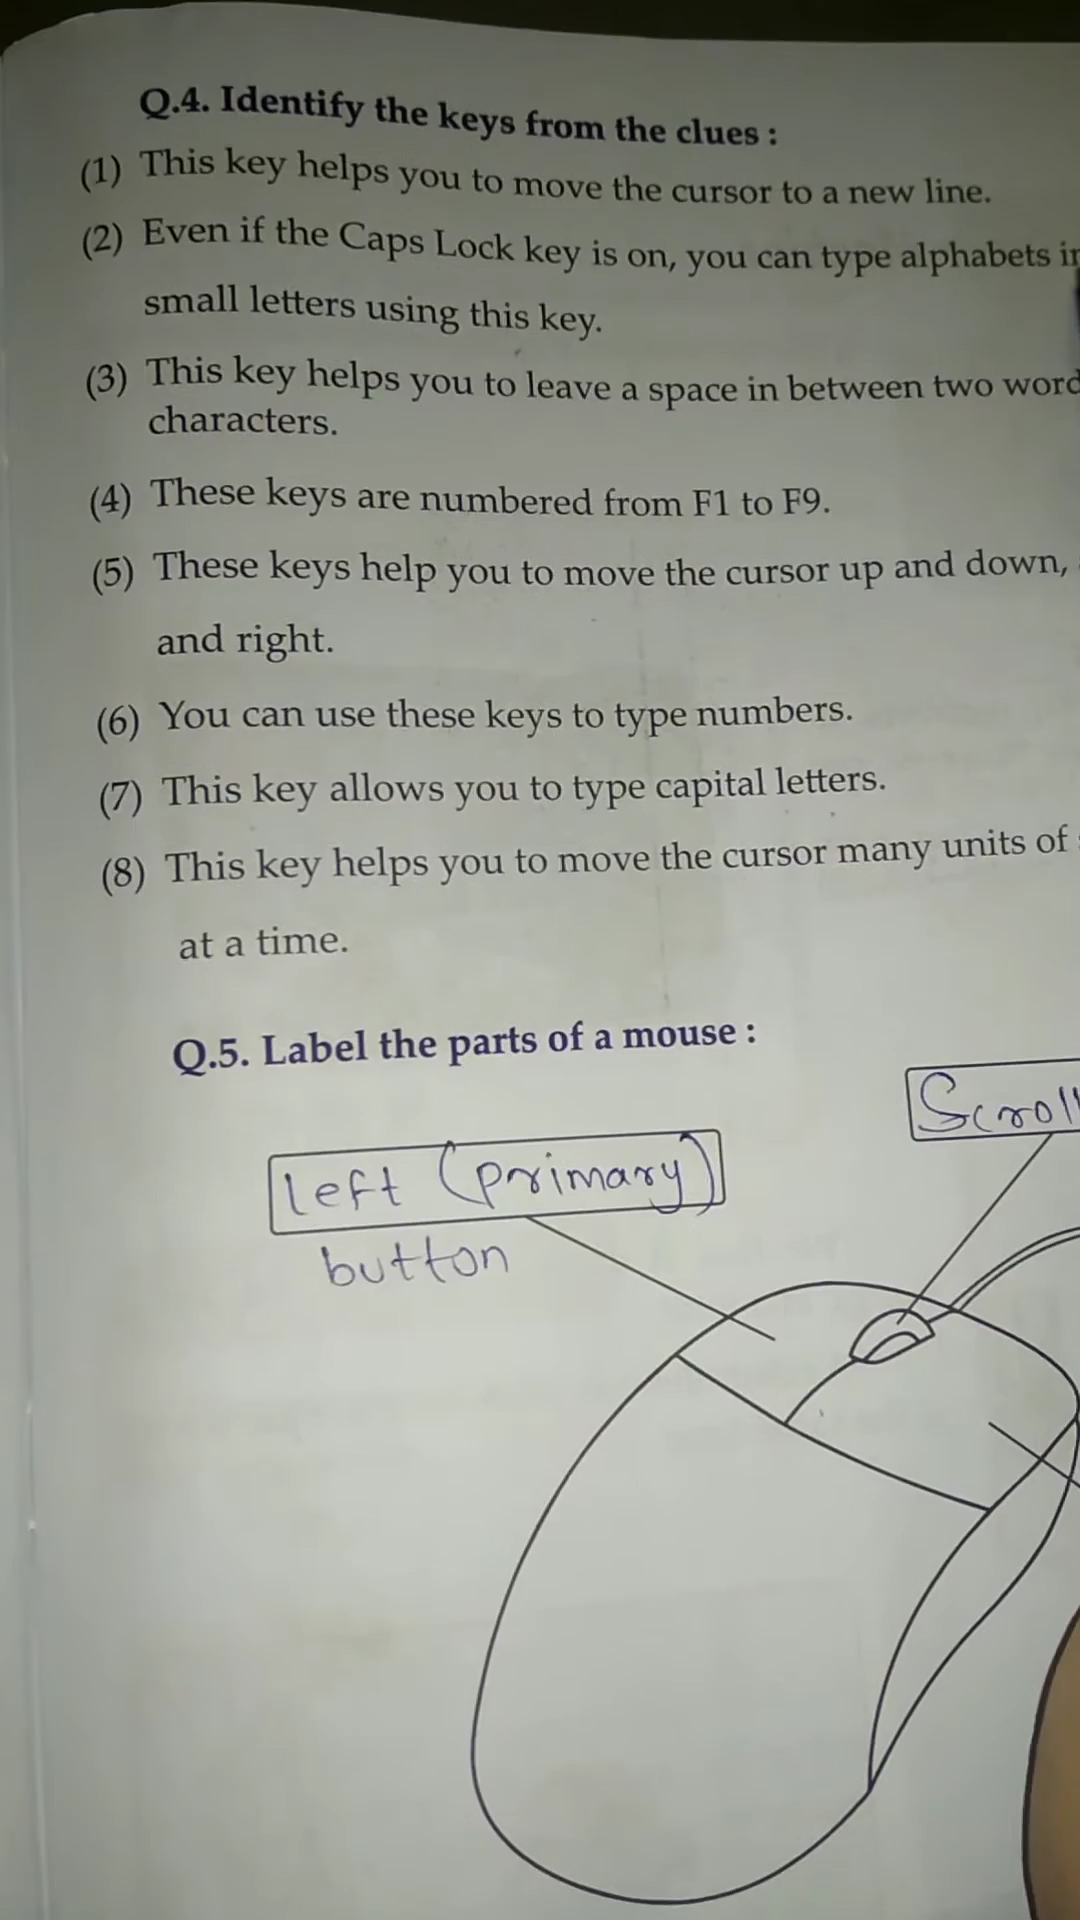 Q.4. Identify the keys from the clues :
(1) This key helps you to move the cursor to a new line.
(2) Even if the Caps Lock key is on, you can type alphabets in
small letters using this key.
(3) This key helps you to leave a space in between two word
characters.
(4) These keys are numbered from F1 to F9.
(5) These keys help you to move the cursor up and down,
and right.
(6) You can use these keys to type numbers.
(7) This key allows you to type capital letters.
(8) This key helps you to move the cursor many units of
at a time.
Q.5. Label the parts of a mouse :
Scroll
left (primary)
button